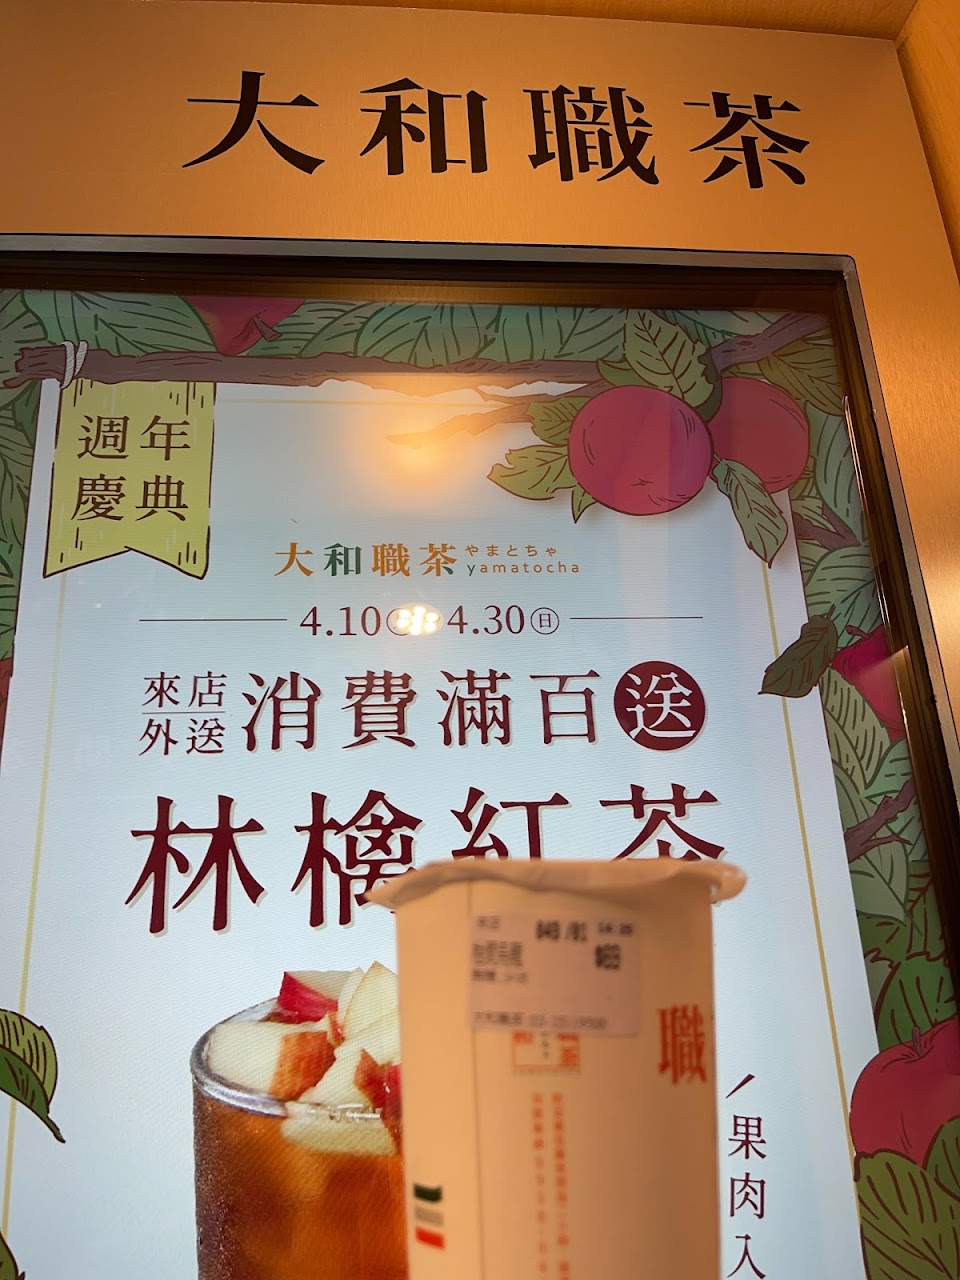 大和職茶
週年
慶典
大和職茶 やまとちゃ
yamatocha
4.10 4.30㊐
來店
外送
消費滿百送
林檎紅茶
049/01
職
果肉入